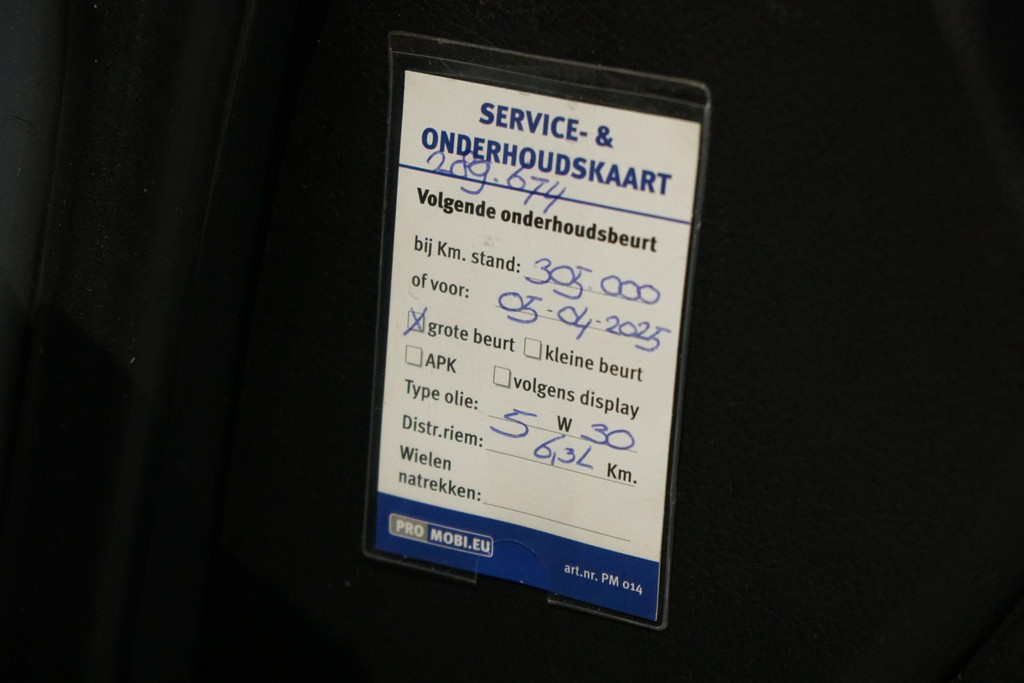 SERVICE- &
ONDERHOUDSKAART
289.674
Volgende onderhoudsbeurt
bij Km. stand: 305.000
of voor: 05-04-2025
grote beurt kleine beurt
APK volgens display
Type olie: 5 W 30
Distr.riem: 6,3L Km.
Wielen
natrekken:
PRO MOBI.EU
art.nr. PM 014